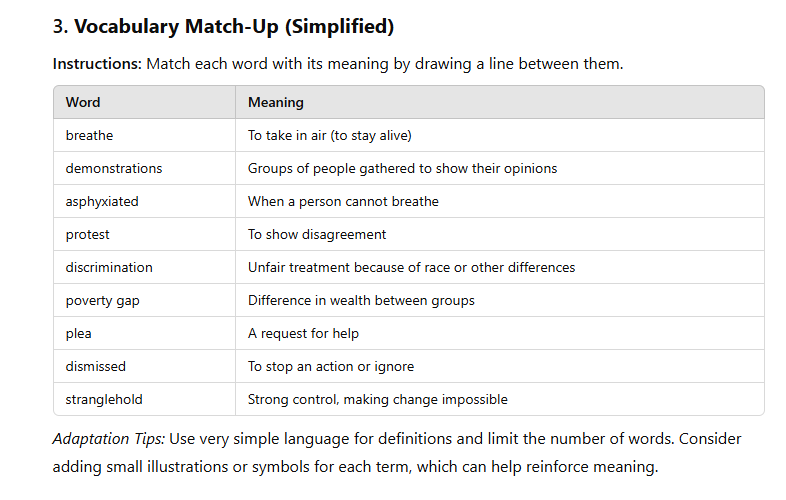 3. Vocabulary Match-Up (Simplified)
Instructions: Match each word with its meaning by drawing a line between them.
Word Meaning
breathe To take in air (to stay alive)
demonstrations Groups of people gathered to show their opinions
asphyxiated When a person cannot breathe
protest To show disagreement
discrimination Unfair treatment because of race or other differences
poverty gap Difference in wealth between groups
plea A request for help
dismissed To stop an action or ignore
stranglehold Strong control, making change impossible
Adaptation Tips: Use very simple language for definitions and limit the number of words. Consider
adding small illustrations or symbols for each term, which can help reinforce meaning.